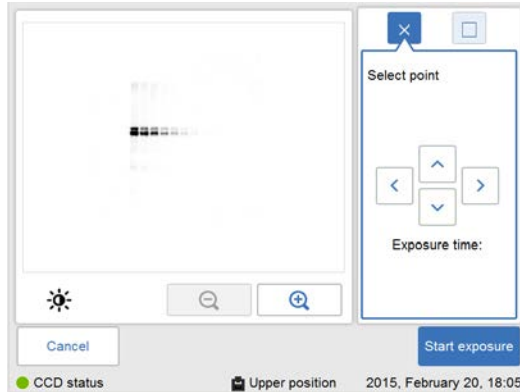 Select point
Exposure time:
Cancel
Start exposure
CCD status
Upper position
2015, February 20, 18:05